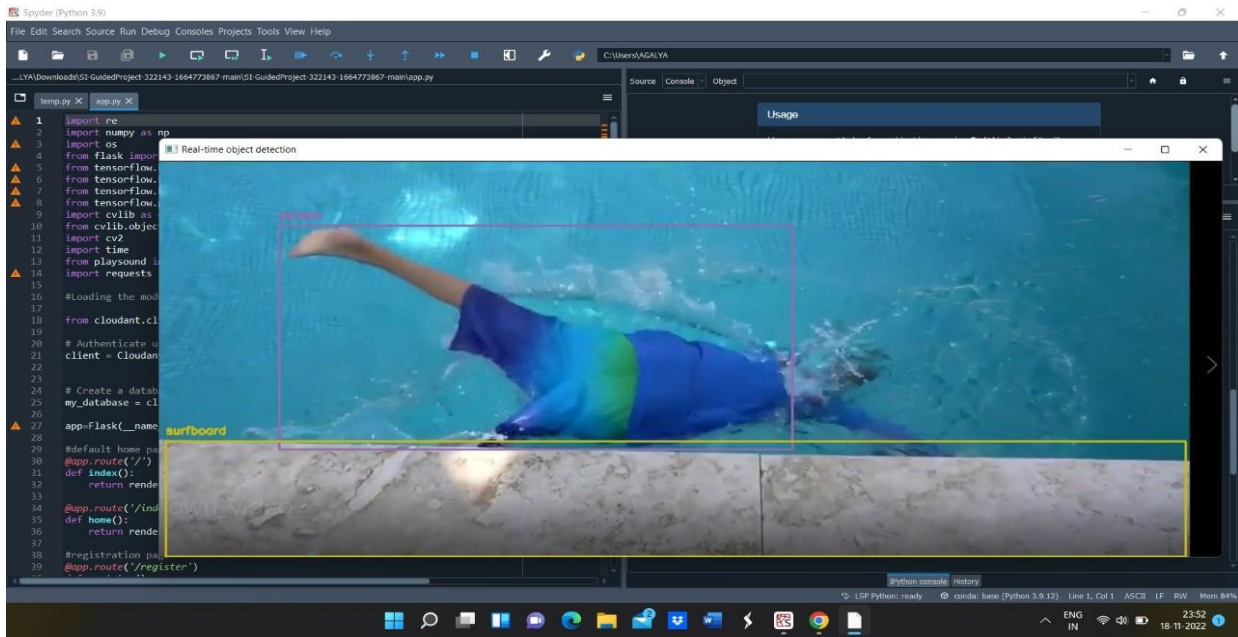 Spyder (Python 3.9)
File Edit Search Source Run Debug Consoles Projects Tools View Help
C:\Users\AGALYA
...LYA\Downloads\SI-GuidedProject-322143-1664773867-main\SI-GuidedProject-322143-1664773867-main\app.py
Source Console Object
temp.py app.py
Usage
1 import re
2 import numpy as np
3 import os
Real-time object detection
4 from flask impor
5 from tensorflow.
6 from tensorflow.
7 from tensorflow.
8 from tensorflow.
9 import cvlib as
10 from cvlib.objec
11 import cv2
12 import time
13 from playsound i
14 import requests
15
16 #Loading the mod
17
18 from cloudant.cl
19
20 # Authenticate u
21 client = Cloudan
22
23
24 # Create a datab
25 my_database = cl
26
27 app=Flask(__name_
surfboard
28
29 #default home pa
30 @app.route('/')
31 def index():
32 return rende
33
34 @app.route('/ind
35 def home():
36 return rende
37
38 #registration pa
39 @app.route('/register')
IPython console History
LSP Python: ready conda: base (Python 3.9.12) Line 1, Col 1 ASCII LF RW Mem 84%
ENG
IN
23:52
18-11-2022